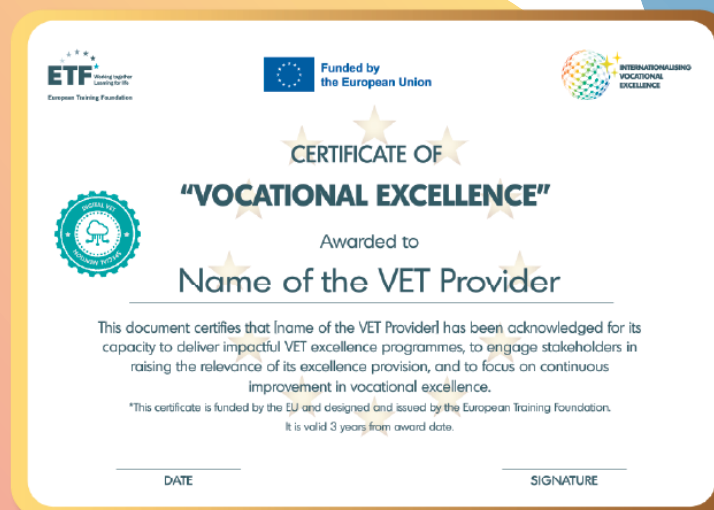 ETF Working together
Learning for life
European Training Foundation
Funded by
the European Union
INTERNATIONALISING
VOCATIONAL
EXCELLENCE
CERTIFICATE OF
“VOCATIONAL EXCELLENCE”
DIGITAL VET
SPECIAL MENTION
Awarded to
Name of the VET Provider
This document certifies that [name of the VET Provider] has been acknowledged for its
capacity to deliver impactful VET excellence programmes, to engage stakeholders in
raising the relevance of its excellence provision, and to focus on continuous
improvement in vocational excellence.
*This certificate is funded by the EU and designed and issued by the European Training Foundation.
It is valid 3 years from award date.
DATE
SIGNATURE